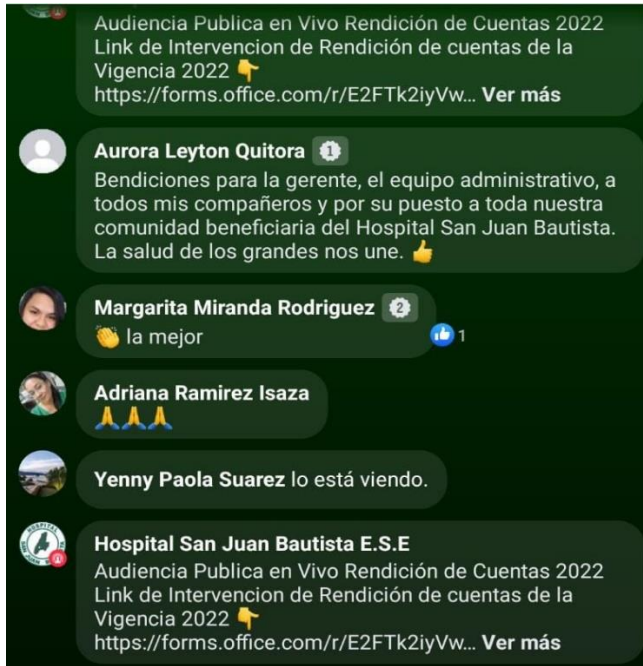 Audiencia Publica en Vivo Rendición de Cuentas 2022
Link de Intervencion de Rendición de cuentas de la
Vigencia 2022 👇
https://forms.office.com/r/E2FTk2iyVw... Ver más
Aurora Leyton Quitora 1
Bendiciones para la gerente, el equipo administrativo, a
todos mis compañeros y por su puesto a toda nuestra
comunidad beneficiaria del Hospital San Juan Bautista.
La salud de los grandes nos une. 👍
Margarita Miranda Rodriguez 2
👏 la mejor
1
Adriana Ramirez Isaza
🙏🙏🙏
Yenny Paola Suarez lo está viendo.
Hospital San Juan Bautista E.S.E
Audiencia Publica en Vivo Rendición de Cuentas 2022
Link de Intervencion de Rendición de cuentas de la
Vigencia 2022 👇
https://forms.office.com/r/E2FTk2iyVw... Ver más